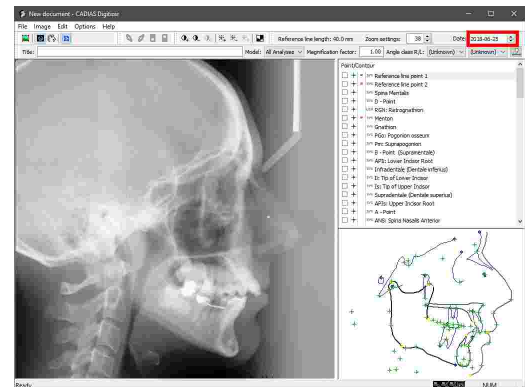 New document - CADIAS Digitizer
File Image Edit Options Help
Reference line length: 40.0 mm Zoom settings: 38 Date: 2018-06-25
Title: Model: All Analyses Magnification factor: 1.00 Angle class R/L: (Unknown) (Unknown)
Point/Contour
Reference line point 1
Reference line point 2
Spina Mentalis
D - Point
RGN: Retrognathion
Menton
Gnathion
PGo: Pogonion osseum
Pm: Suprapogonion
B - Point (Supramentale)
AP1: Lower Incisor Root
Infradentale (Dentale inferius)
Ii: Tip of Lower Incisor
Is: Tip of Upper Incisor
Supradentale (Dentale superius)
AP1s: Upper Incisor Root
A - Point
ANS: Spina Nasalis Anterior
Ready NUM